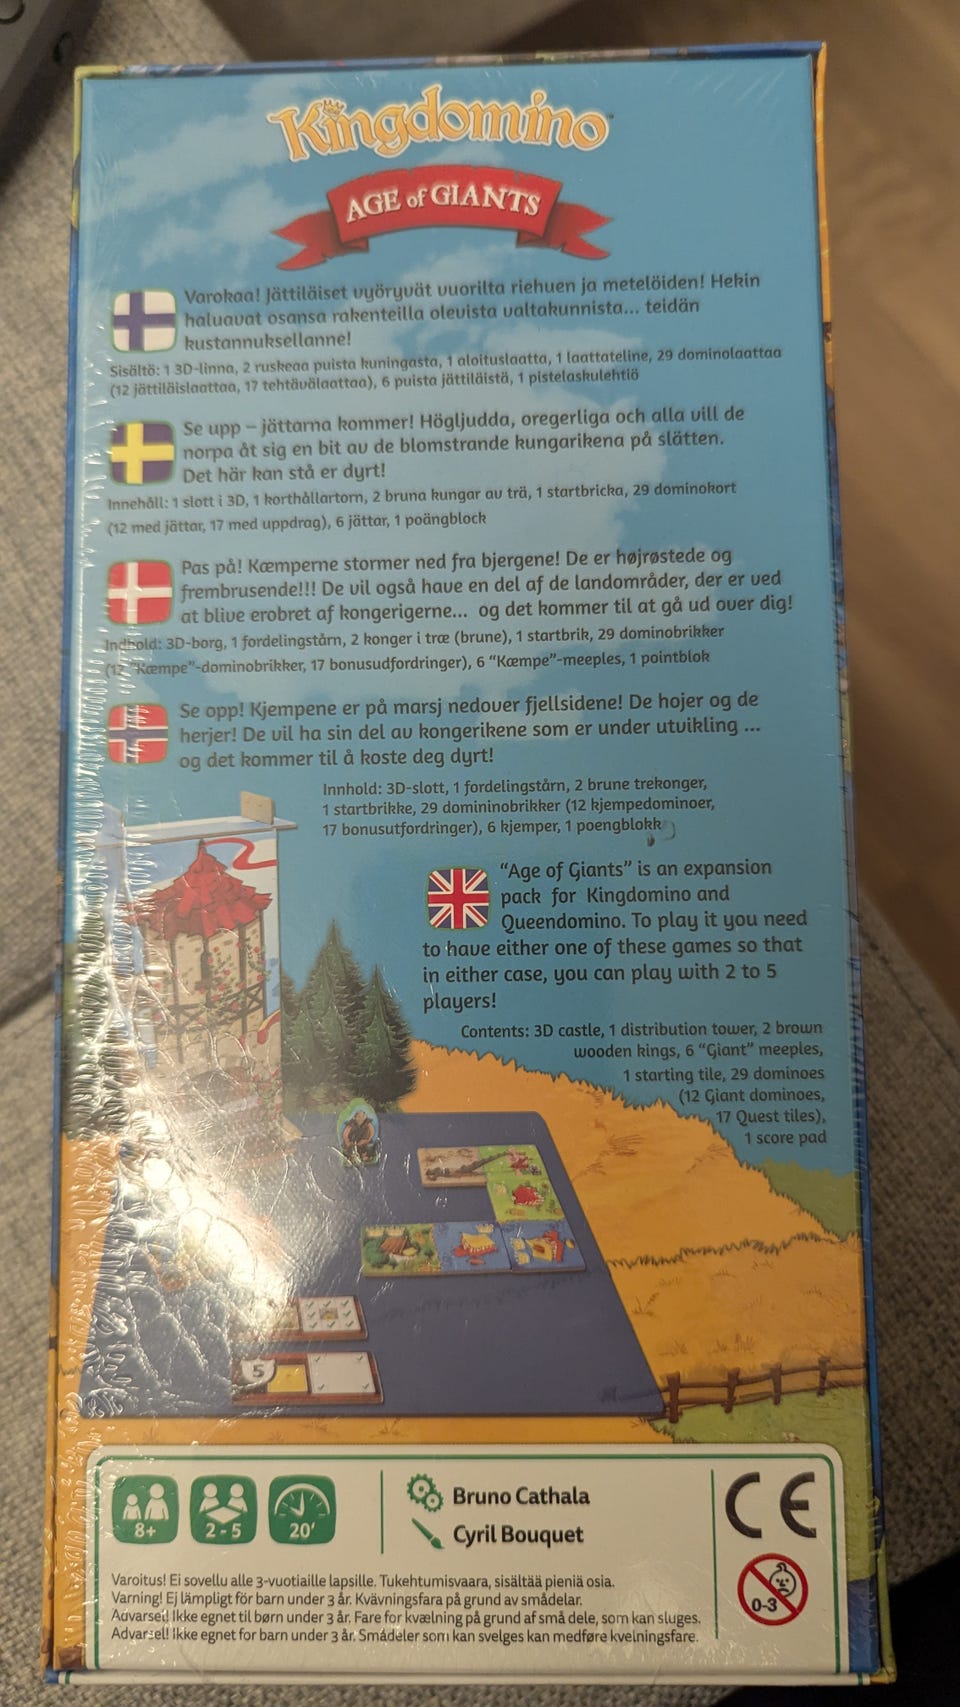 Kingdomino
AGE of GIANTS
Varokaa! Jättiläiset vyöryvät vuorilta riehuen ja metelöiden! Hekin
haluavat osansa rakenteilla olevista valtakunnista... teidän
kustannuksellanne!
Sisältö: 1 3D-linna, 2 ruskeaa puista kuningasta, 1 aloituslaatta, 1 laattateline, 29 dominolaattaa
(12 jättiläislaattaa, 17 tehtävälaattaa), 6 puista jättiläistä, 1 pistelaskulehtiö
Se upp – jättarna kommer! Högljudda, oregerliga och alla vill de
norpa åt sig en bit av de blomstrande kungarikena på slätten.
Det här kan stå er dyrt!
Innehåll: 1 slott i 3D, 1 korthållartorn, 2 bruna kungar av trä, 1 startbricka, 29 dominokort
(12 med jättar, 17 med uppdrag), 6 jättar, 1 poängblock
Pas på! Kæmperne stormer ned fra bjergene! De er højrøstede og
frembrusende!!! De vil også have en del af de landområder, der er ved
at blive erobret af kongerigerne... og det kommer til at gå ud over dig!
Indhold: 3D-borg, 1 fordelingstårn, 2 konger i træ (brune), 1 startbrik, 29 dominobrikker
(12 "Kæmpe"-dominobrikker, 17 bonusudfordringer), 6 "Kæmpe"-meeples, 1 pointblok
Se opp! Kjempene er på marsj nedover fjellsidene! De hojer og de
herjer! De vil ha sin del av kongerikene som er under utvikling ...
og det kommer til å koste deg dyrt!
Innhold: 3D-slott, 1 fordelingstårn, 2 brune trekonger,
1 startbrikke, 29 domininobrikker (12 kjempedominoer,
17 bonusutfordringer), 6 kjemper, 1 poengblokk
"Age of Giants" is an expansion
pack for Kingdomino and
Queendomino. To play it you need
to have either one of these games so that
in either case, you can play with 2 to 5
players!
Contents: 3D castle, 1 distribution tower, 2 brown
wooden kings, 6 "Giant" meeples,
1 starting tile, 29 dominoes
(12 Giant dominoes,
17 Quest tiles),
1 score pad
5
8+
2 - 5
20'
Bruno Cathala
Cyril Bouquet
CE
0-3
Varoitus! Ei sovellu alle 3-vuotiaille lapsille. Tukehtumisvaara, sisältää pieniä osia.
Varning! Ej lämpligt för barn under 3 år. Kvävningsfara på grund av smådelar.
Advarsel! Ikke egnet til børn under 3 år. Fare for kvælning på grund af små dele, som kan sluges.
Advarsel! Ikke egnet for barn under 3 år. Smådeler som kan svelges kan medføre kvelningsfare.